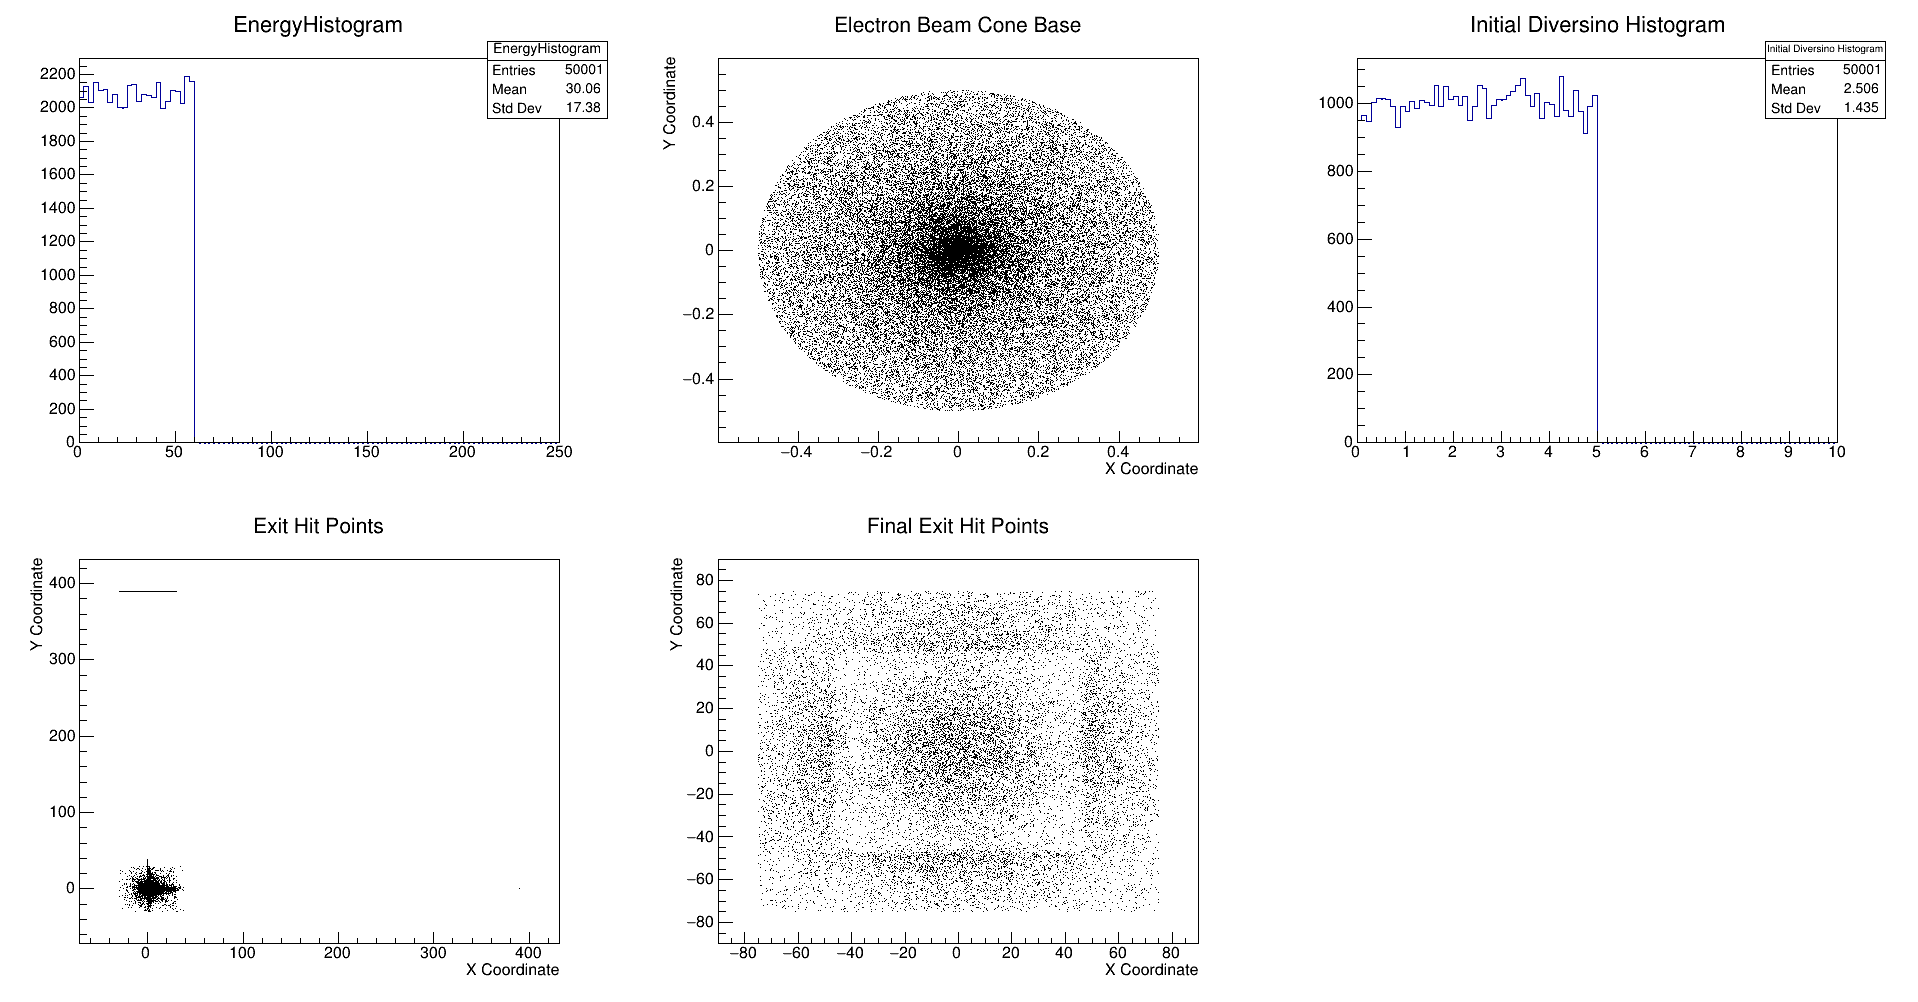 EnergyHistogram
EnergyHistogram
Entries 50001
Mean 30.06
Std Dev 17.38
2200
2000
1800
1600
1400
1200
1000
800
600
400
200
0
0 50 100 150 200 250
Electron Beam Cone Base
Y Coordinate
0.4
0.2
0
−0.2
−0.4
−0.4 −0.2 0 0.2 0.4
X Coordinate
Initial Diversino Histogram
Initial Diversino Histogram
Entries 50001
Mean 2.506
Std Dev 1.435
1000
800
600
400
200
0
0 1 2 3 4 5 6 7 8 9 10
Exit Hit Points
Y Coordinate
400
300
200
100
0
0 100 200 300 400
X Coordinate
Final Exit Hit Points
Y Coordinate
80
60
40
20
0
−20
−40
−60
−80
−80 −60 −40 −20 0 20 40 60 80
X Coordinate